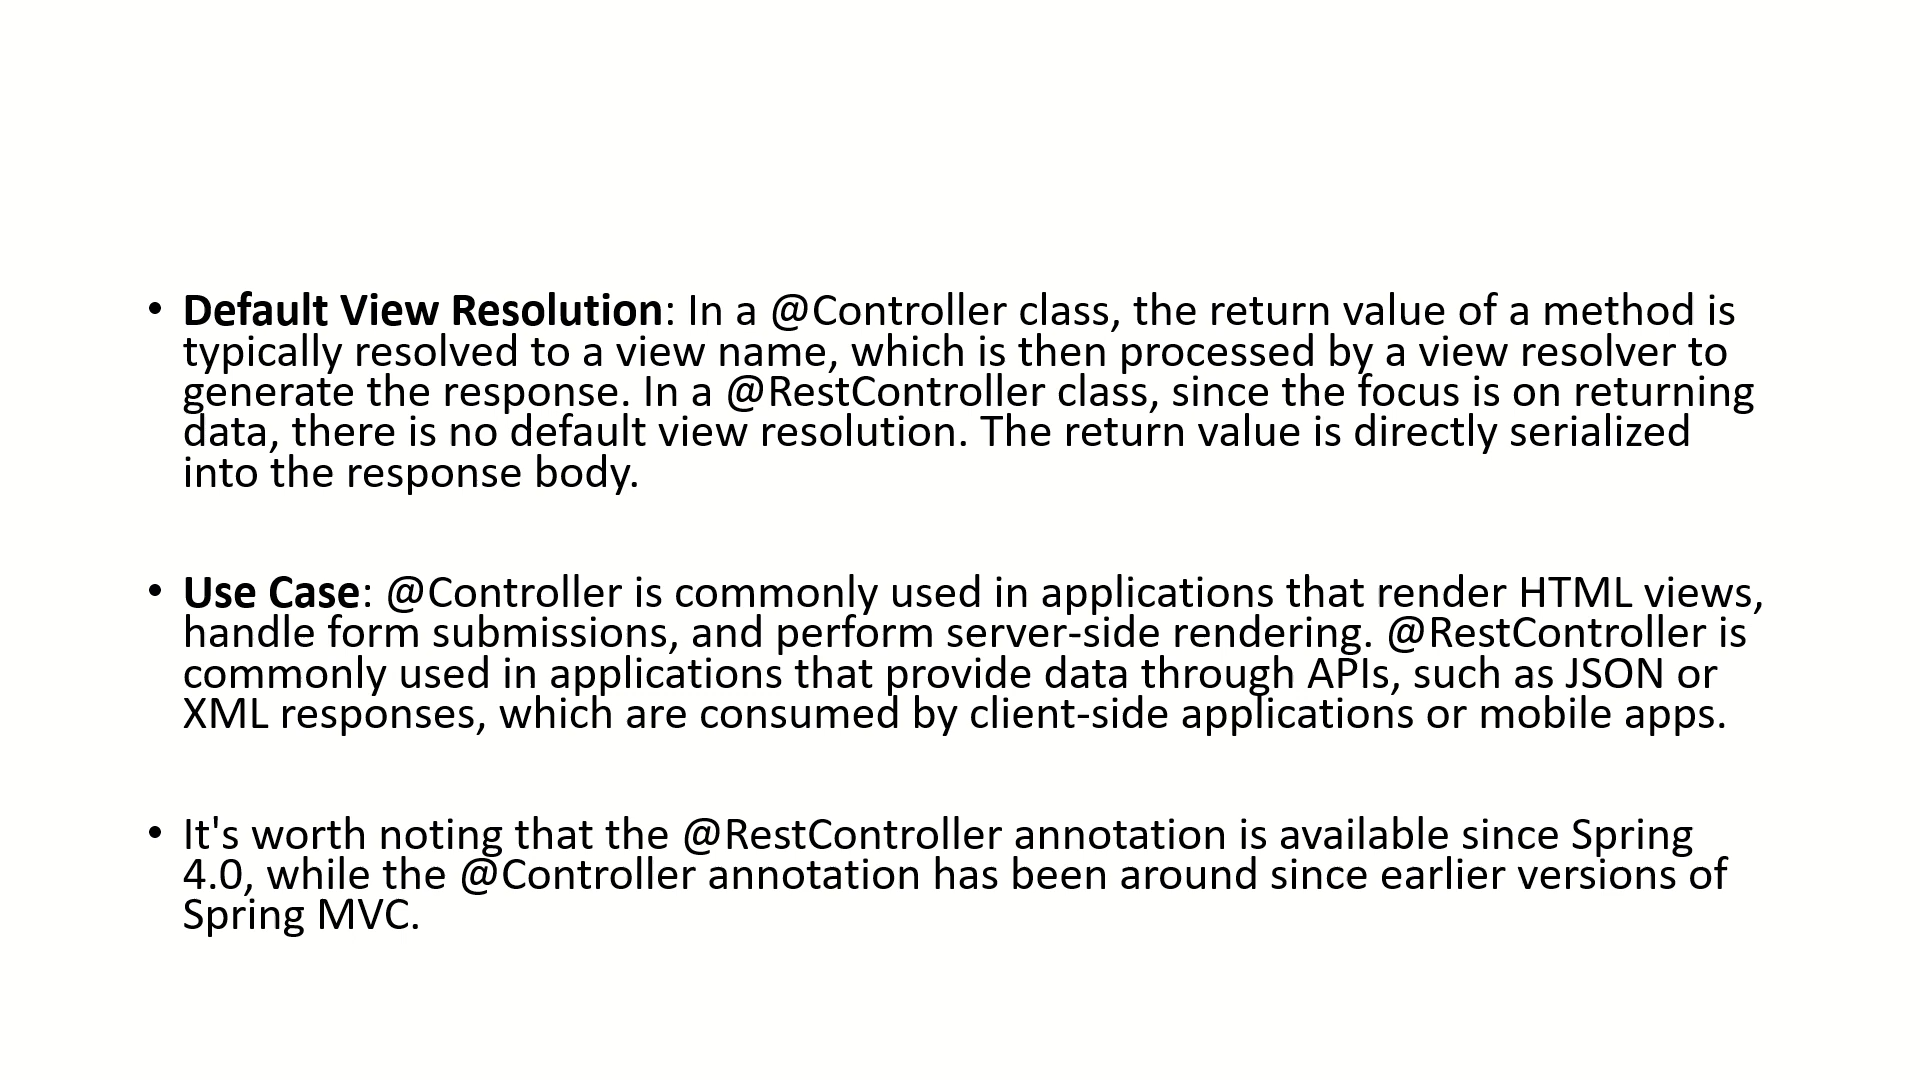 • Default View Resolution: In a @Controller class, the return value of a method is
typically resolved to a view name, which is then processed by a view resolver to
generate the response. In a @RestController class, since the focus is on returning
data, there is no default view resolution. The return value is directly serialized
into the response body.
• Use Case: @Controller is commonly used in applications that render HTML views,
handle form submissions, and perform server-side rendering. @RestController is
commonly used in applications that provide data through APIs, such as JSON or
XML responses, which are consumed by client-side applications or mobile apps.
• It's worth noting that the @RestController annotation is available since Spring
4.0, while the @Controller annotation has been around since earlier versions of
Spring MVC.